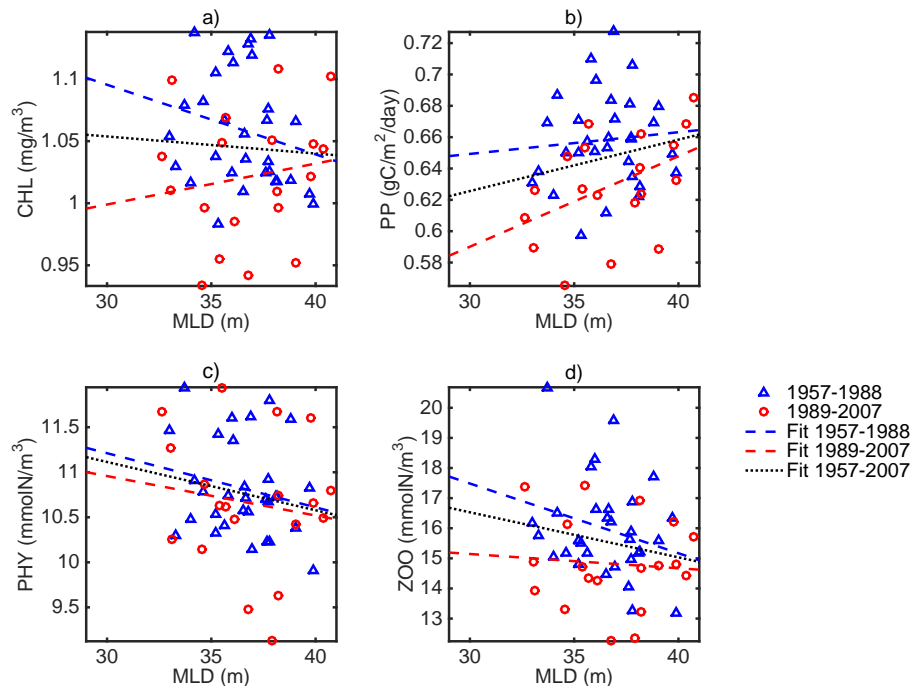 a)
1.1
1.05
1
0.95
CHL (mg/m³)
30 35 40
MLD (m)
b)
0.72
0.7
0.68
0.66
0.64
0.62
0.6
0.58
PP (gC/m²/day)
30 35 40
MLD (m)
c)
11.5
11
10.5
10
9.5
PHY (mmolN/m³)
30 35 40
MLD (m)
d)
20
19
18
17
16
15
14
13
ZOO (mmolN/m³)
30 35 40
MLD (m)
1957-1988
1989-2007
Fit 1957-1988
Fit 1989-2007
Fit 1957-2007